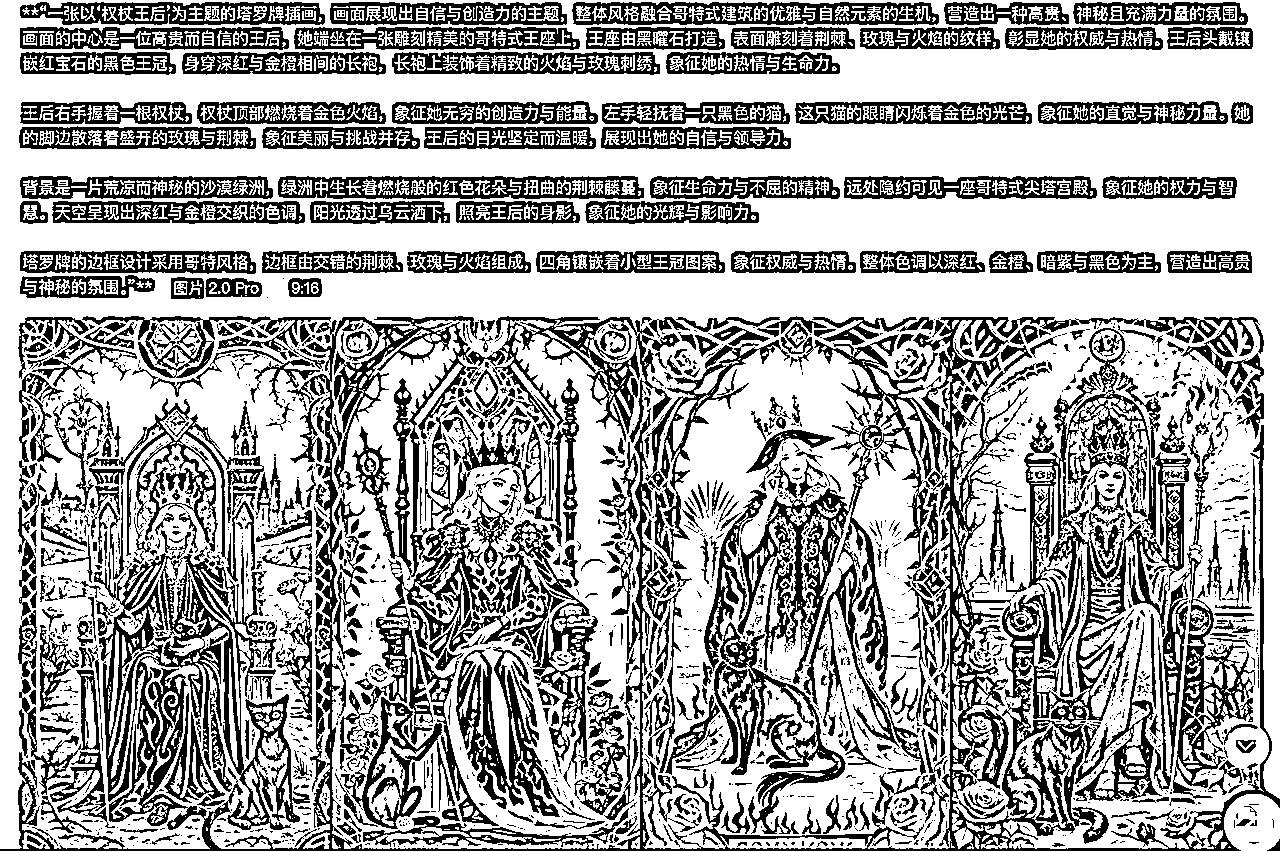 **“一张以‘权杖王后’为主题的塔罗牌插画，画面展现出自信与创造力的主题，整体风格融合哥特式建筑的优雅与自然元素的生机，营造出一种高贵、神秘且充满力量的氛围。
画面的中心是一位高贵而自信的王后，她端坐在一张雕刻精美的哥特式王座上，王座由黑曜石打造，表面雕刻着荆棘、玫瑰与火焰的纹样，彰显她的权威与热情。王后头戴镶
嵌红宝石的黑色王冠，身穿深红与金橙相间的长袍，长袍上装饰着精致的火焰与玫瑰刺绣，象征她的热情与生命力。
王后右手握着一根权杖，权杖顶部燃烧着金色火焰，象征她无穷的创造力与能量。左手轻抚着一只黑色的猫，这只猫的眼睛闪烁着金色的光芒，象征她的直觉与神秘力量。她
的脚边散落着盛开的玫瑰与荆棘，象征美丽与挑战并存。王后的目光坚定而温暖，展现出她的自信与领导力。
背景是一片荒凉而神秘的沙漠绿洲，绿洲中生长着燃烧般的红色花朵与扭曲的荆棘藤蔓，象征生命力与不屈的精神。远处隐约可见一座哥特式尖塔宫殿，象征她的权力与智
慧。天空呈现出深红与金橙交织的色调，阳光透过乌云洒下，照亮王后的身影，象征她的光辉与影响力。
塔罗牌的边框设计采用哥特风格，边框由交错的荆棘、玫瑰与火焰组成，四角镶嵌着小型王冠图案，象征权威与热情。整体色调以深红、金橙、暗紫与黑色为主，营造出高贵
与神秘的氛围。”** 图片 2.0 Pro 9:16